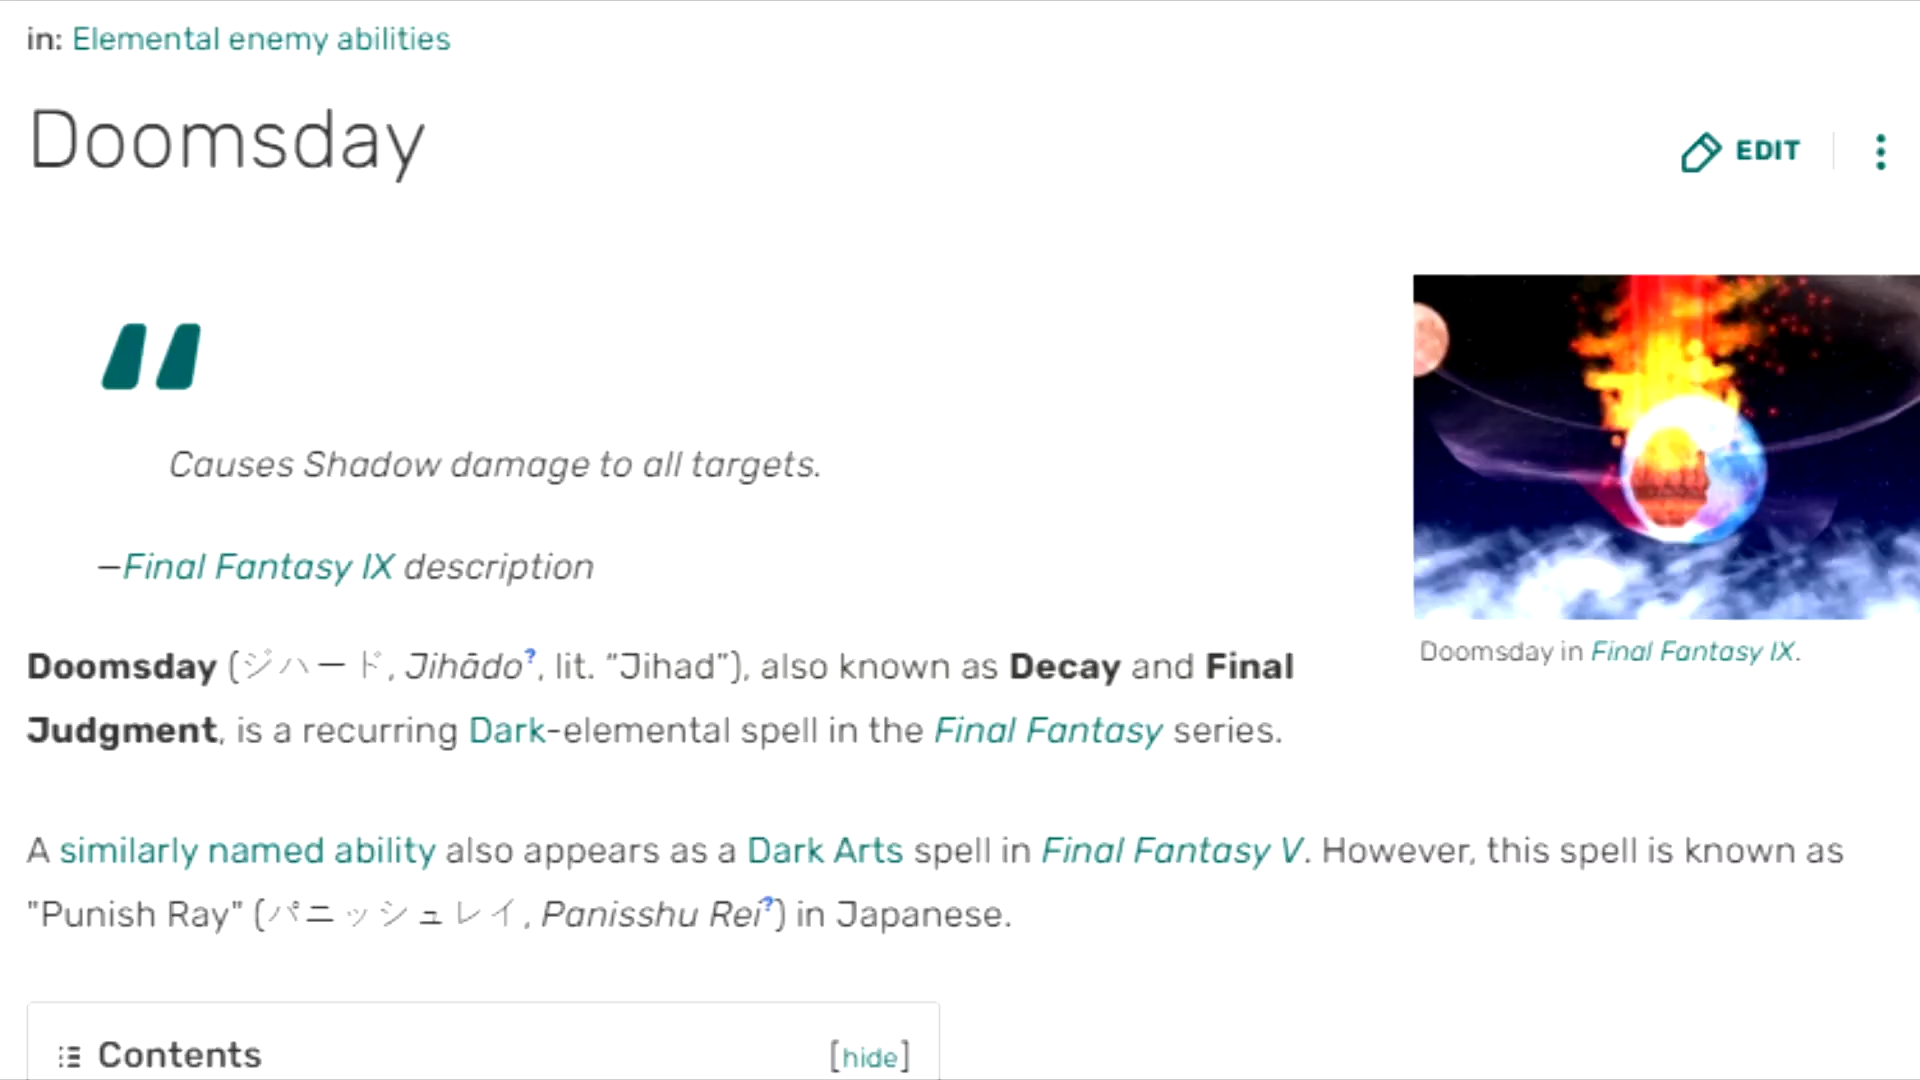 in: Elemental enemy abilities
Doomsday
EDIT
Causes Shadow damage to all targets.
—Final Fantasy IX description
Doomsday (ジハード, Jihādo?, lit. "Jihad"), also known as Decay and Final
Judgment, is a recurring Dark-elemental spell in the Final Fantasy series.
Doomsday in Final Fantasy IX.
A similarly named ability also appears as a Dark Arts spell in Final Fantasy V. However, this spell is known as
"Punish Ray" (パニッシュレイ, Panisshu Rei?) in Japanese.
Contents [hide]